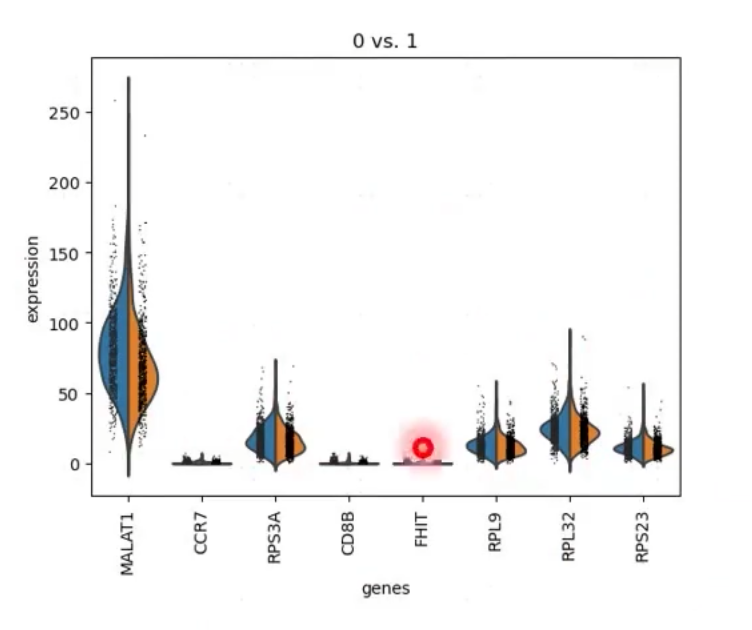 0 vs. 1
250
200
150
100
50
0
expression
MALAT1
CCR7
RPS3A
CD8B
FHIT
RPL9
RPL32
RPS23
genes